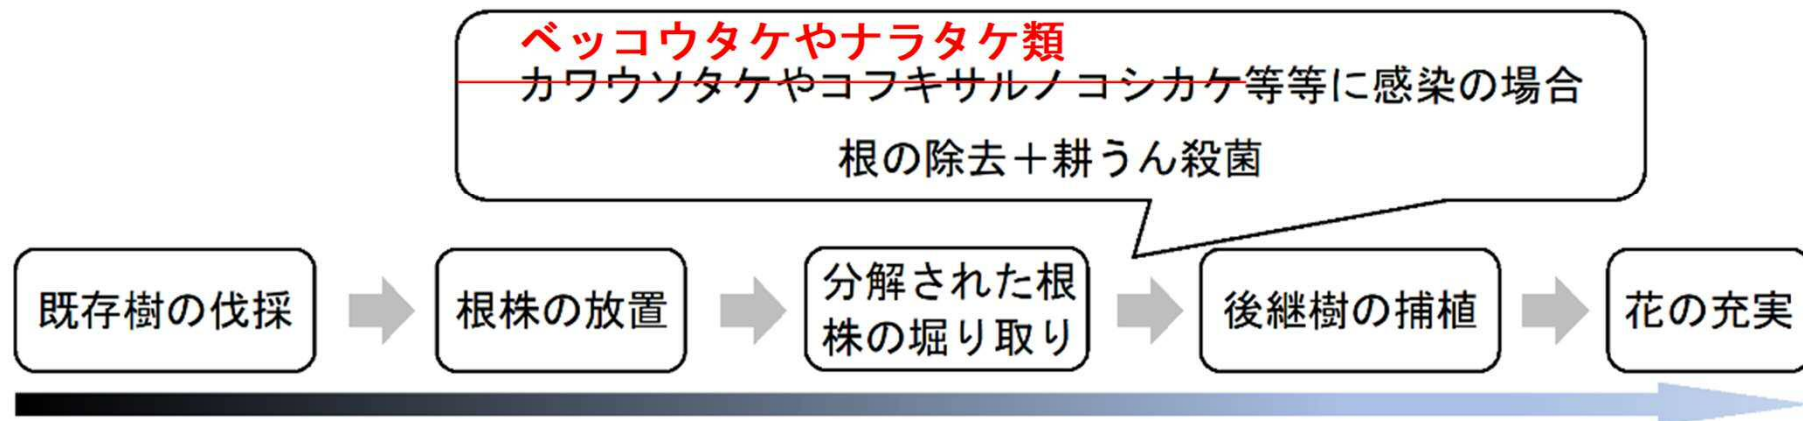 ベッコウタケやナラタケ類
カワウソタケやコフキサルノコシカケ等等に感染の場合
根の除去＋耕うん殺菌
既存樹の伐採
根株の放置
分解された根
株の堀り取り
後継樹の捕植
花の充実